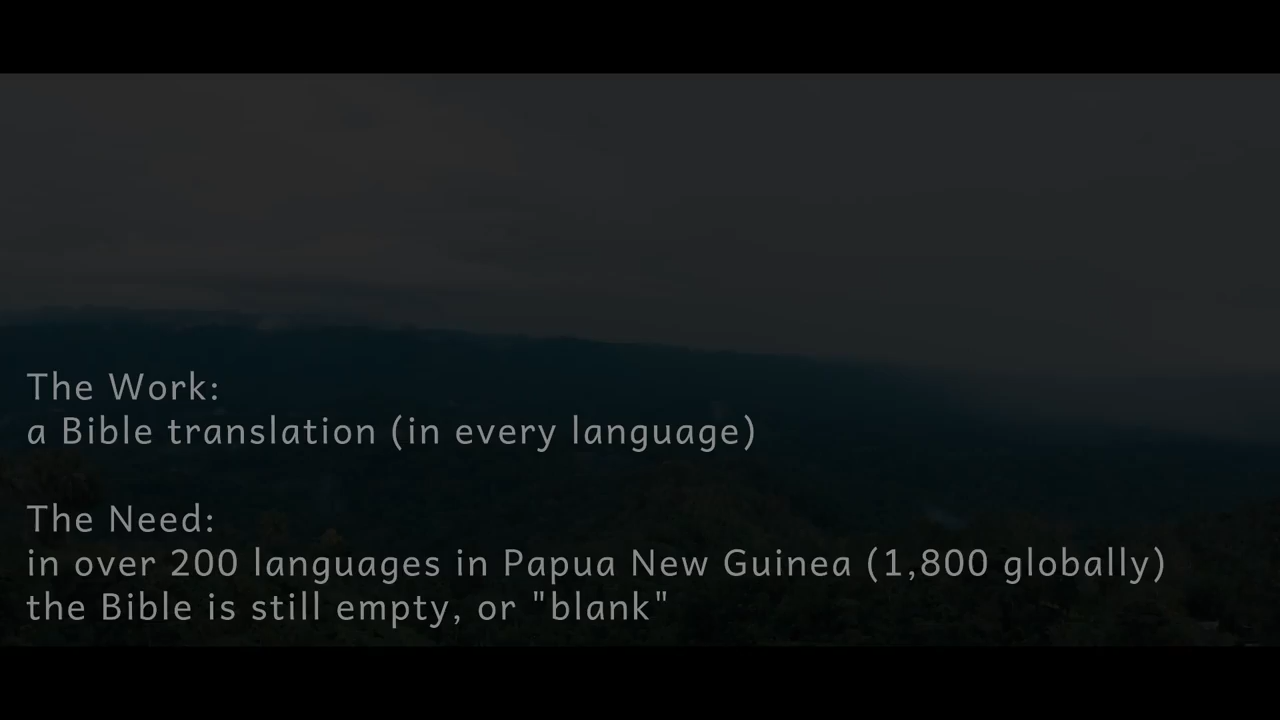 The Work:
a Bible translation (in every language)
The Need:
in over 200 languages in Papua New Guinea (1,800 globally)
the Bible is still empty, or "blank"